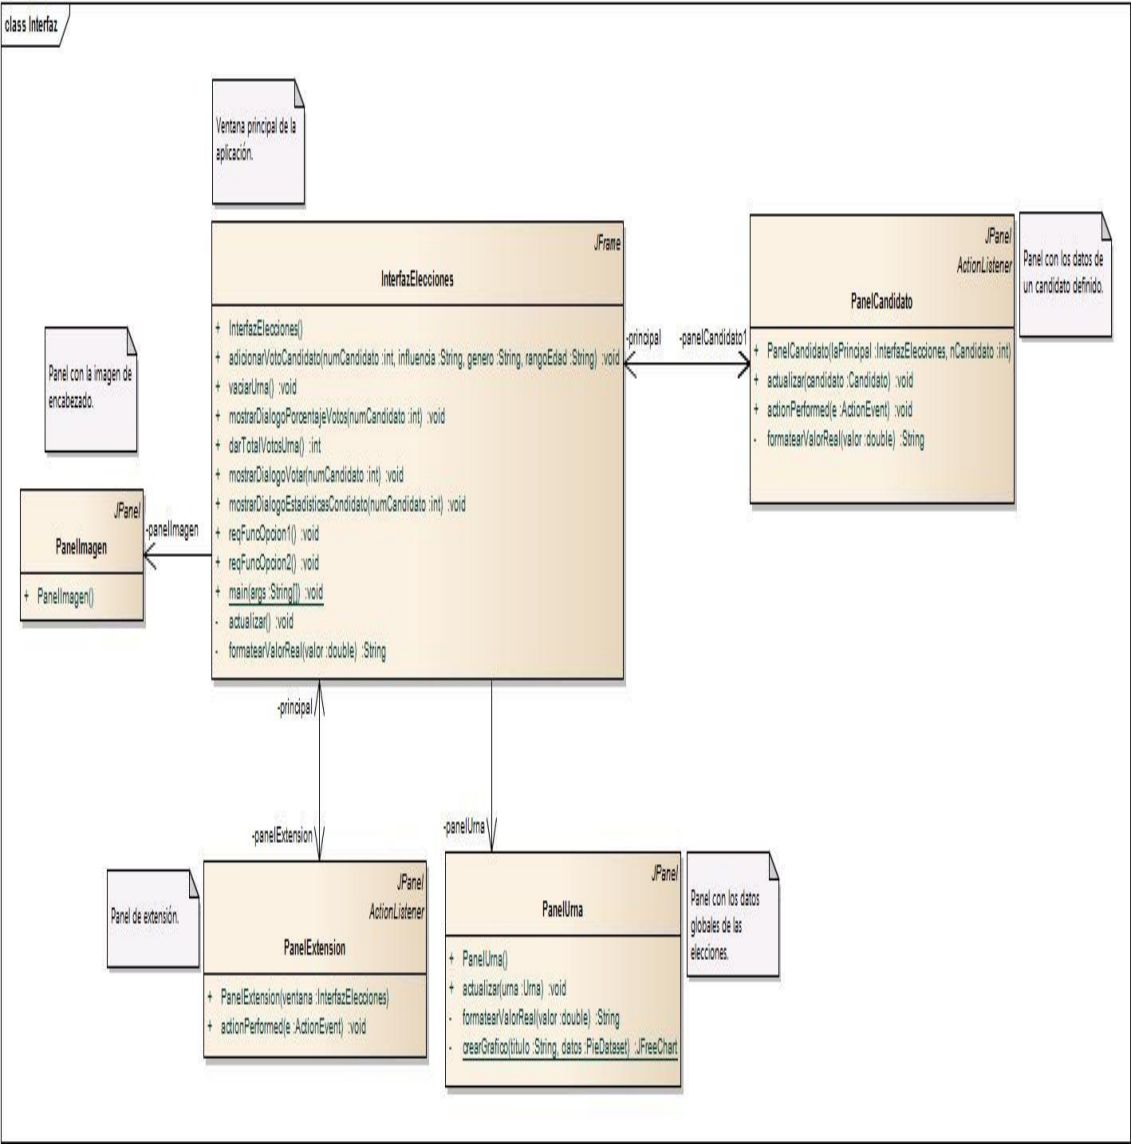 class Interfaz
Ventana principal de la
aplicación.
JFrame
InterfazElecciones
+ InterfazElecciones()
+ adicionarVotoCandidato(numCandidato :int, influencia :String, genero :String, rangoEdad :String) :void
+ vaciarUrna() :void
+ mostrarDialogoPorcentajeVotos(numCandidato :int) :void
+ darTotalVotosUrna() :int
+ mostrarDialogoVotar(numCandidato :int) :void
+ mostrarDialogoEstadisticasCondidato(numCandidato :int) :void
+ reqFuncOpcion1() :void
+ reqFuncOpcion2() :void
+ main(args :String[]) :void
- actualizar() :void
- formatearValorReal(valor :double) :String
-principal
-panelCandidato1
JPanel
ActionListener
PanelCandidato
+ PanelCandidato(laPrincipal :InterfazElecciones, nCandidato :int)
+ actualizar(candidato :Candidato) :void
+ actionPerformed(e :ActionEvent) :void
- formatearValorReal(valor :double) :String
Panel con los datos de
un candidato definido.
Panel con la imagen de
encabezado.
JPanel
PanelImagen
+ PanelImagen()
-panelImagen
-principal
-panelExtension
-panelUrna
Panel de extensión.
JPanel
ActionListener
PanelExtension
+ PanelExtension(ventana :InterfazElecciones)
+ actionPerformed(e :ActionEvent) :void
JPanel
PanelUrna
+ PanelUrna()
+ actualizar(urna :Urna) :void
- formatearValorReal(valor :double) :String
- crearGrafico(titulo :String, datos :PieDataset) :JFreeChart
Panel con los datos
globales de las
elecciones.